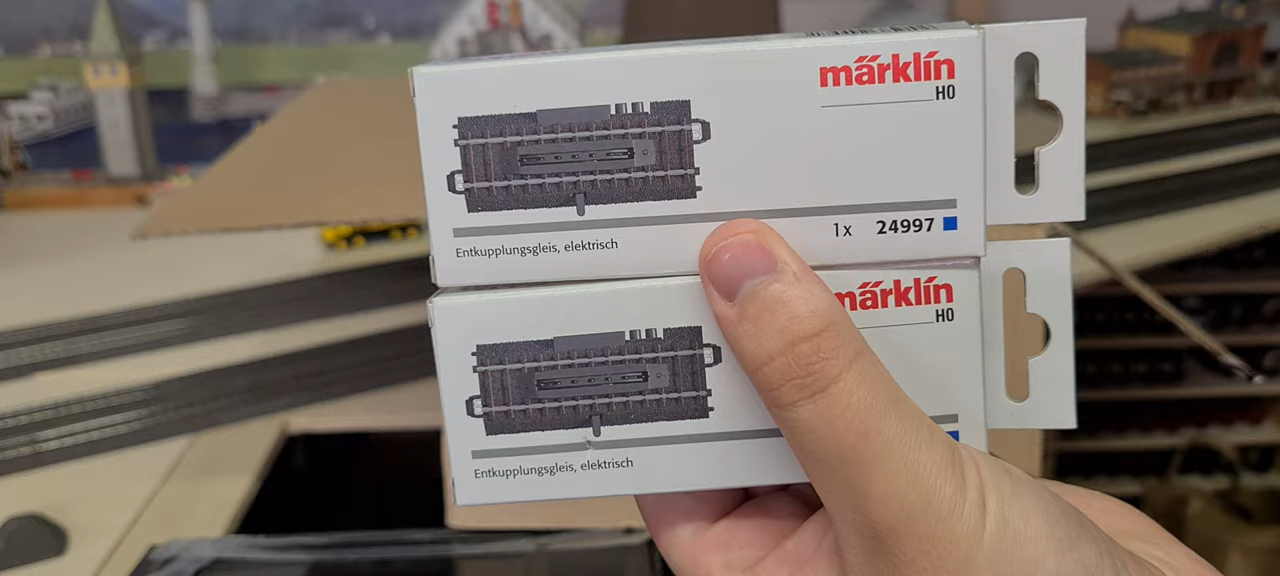 märklin
H0
1x 24997
Entkupplungsgleis, elektrisch
märklin
H0
Entkupplungsgleis, elektrisch